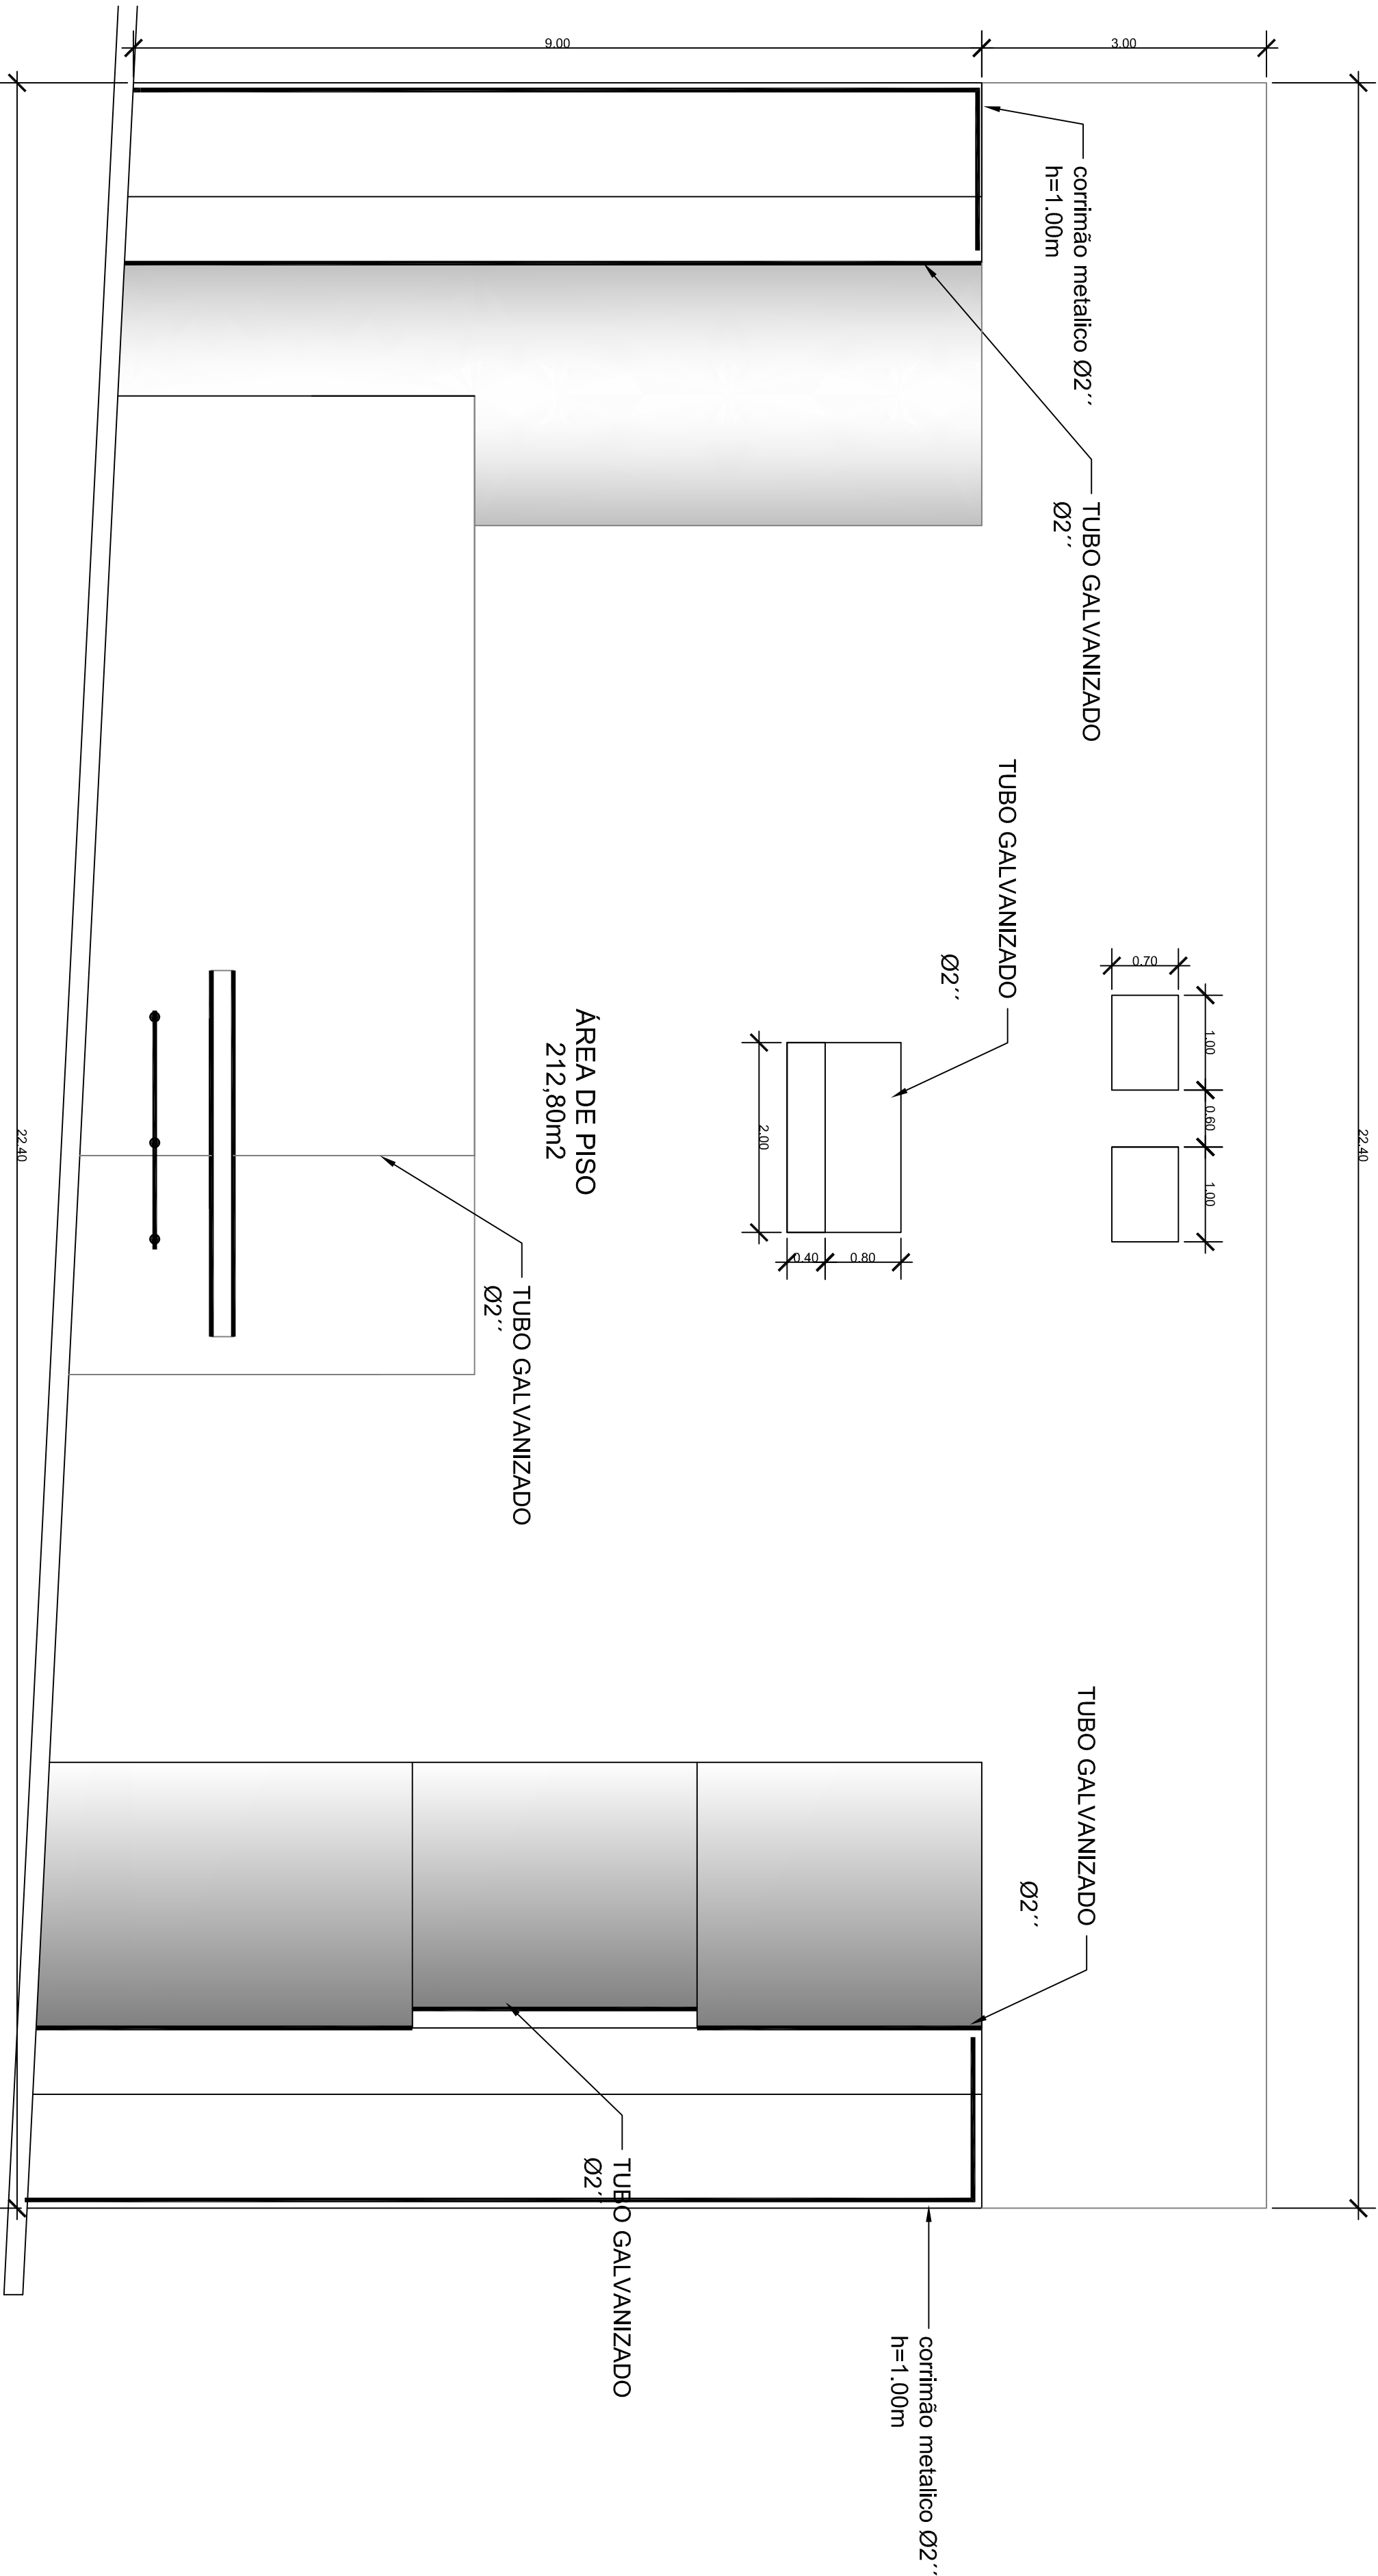 9.00
3.00
corrimão metalico Ø2´´
h=1.00m
TUBO GALVANIZADO
Ø2´´
TUBO GALVANIZADO
Ø2´´
0.70
1.00
0.60
1.00
2.00
0.40
0.80
22.40
22.40
ÁREA DE PISO
212,80m2
TUBO GALVANIZADO
Ø2´´
TUBO GALVANIZADO
Ø2´´
TUBO GALVANIZADO
Ø2´´
corrimão metalico Ø2´´
h=1.00m